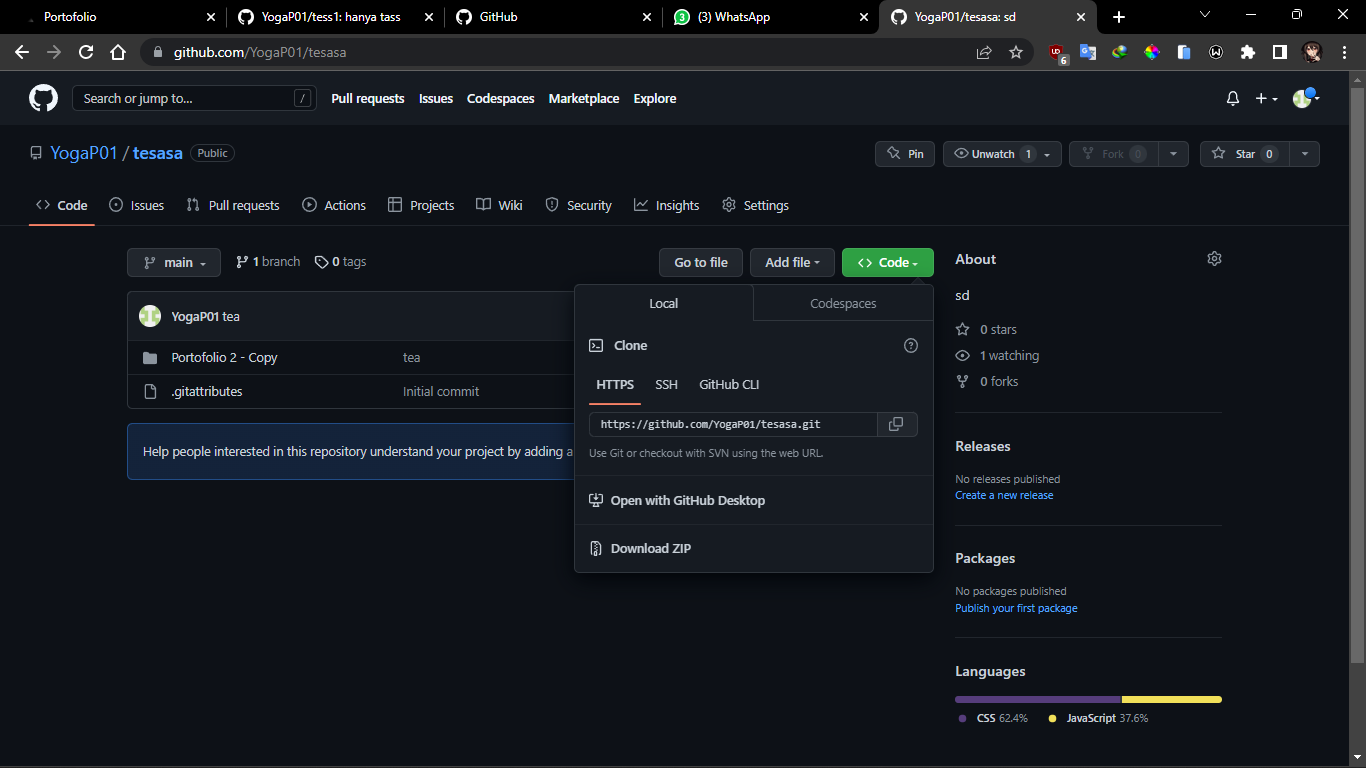 Portofolio
YogaP01/tess1: hanya tass
GitHub
(3) WhatsApp
YogaP01/tesasa: sd
github.com/YogaP01/tesasa
6
Search or jump to...
/
Pull requests
Issues
Codespaces
Marketplace
Explore
YogaP01 / tesasa
Public
Pin
Unwatch 1
Fork 0
Star 0
Code
Issues
Pull requests
Actions
Projects
Wiki
Security
Insights
Settings
main
1 branch
0 tags
Go to file
Add file
Code
YogaP01 tea
Portofolio 2 - Copy
tea
.gitattributes
Initial commit
Help people interested in this repository understand your project by adding a
Local
Codespaces
Clone
HTTPS
SSH
GitHub CLI
https://github.com/YogaP01/tesasa.git
Use Git or checkout with SVN using the web URL.
Open with GitHub Desktop
Download ZIP
About
sd
0 stars
1 watching
0 forks
Releases
No releases published
Create a new release
Packages
No packages published
Publish your first package
Languages
CSS 62.4%
JavaScript 37.6%